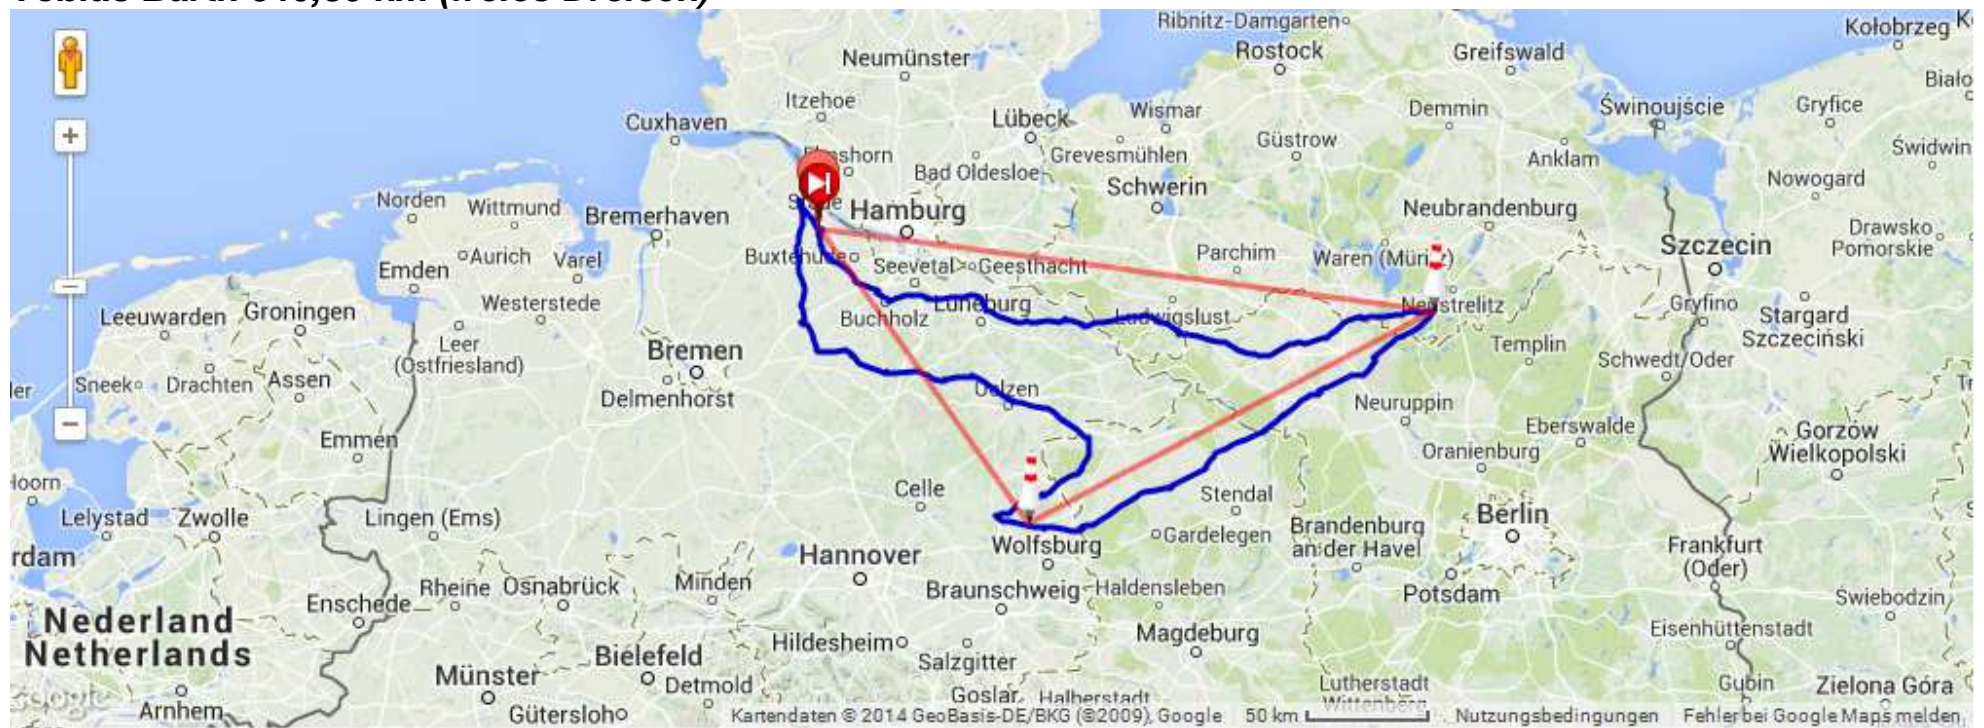 Ribnitz-Damgarten
Kołobrzeg
Neumünster
Rostock
Greifswald
Itzehoe
Cuxhaven
Lübeck
Wismar
Demmin
Świnoujście
Gryfice
Güstrow
Grevesmühlen
Anklam
Świdwin
Bad Oldesloe
Schwerin
Nowogard
Norden
Wittmund
Bremerhaven
Hamburg
Neubrandenburg
Drawsko
Pomorskie
Szczecin
Aurich
Varel
Buxtehude
Seevetal
Geesthacht
Parchim
Waren (Müritz)
Emden
Westerstede
Lüneburg
Neustrelitz
Gryfino
Stargard
Szczeciński
Leeuwarden
Groningen
Buchholz
Ludwigslust
Leer
(Ostfriesland)
Bremen
Templin
Schwedt/Oder
Sneek
Drachten
Assen
Delmenhorst
Uelzen
Neuruppin
Eberswalde
Emmen
Gorzów
Wielkopolski
Oranienburg
Celle
Stendal
Lelystad
Zwolle
Lingen (Ems)
Berlin
Gardelegen
Brandenburg
an der Havel
Wolfsburg
Hannover
Frankfurt
(Oder)
rdam
Rheine
Osnabrück
Minden
Braunschweig
Haldensleben
Potsdam
Enschede
Świebodzin
Nederland
Netherlands
Hildesheim
Magdeburg
Eisenhüttenstadt
Bielefeld
Salzgitter
Münster
Detmold
Goslar
Halberstadt
Lutherstadt
Wittenberg
Gubin
Zielona Góra
Google
Arnhem
Gütersloh
Kartendaten © 2014 GeoBasis-DE/BKG (©2009), Google
50 km
Nutzungsbedingungen
Fehler bei Google Maps melden